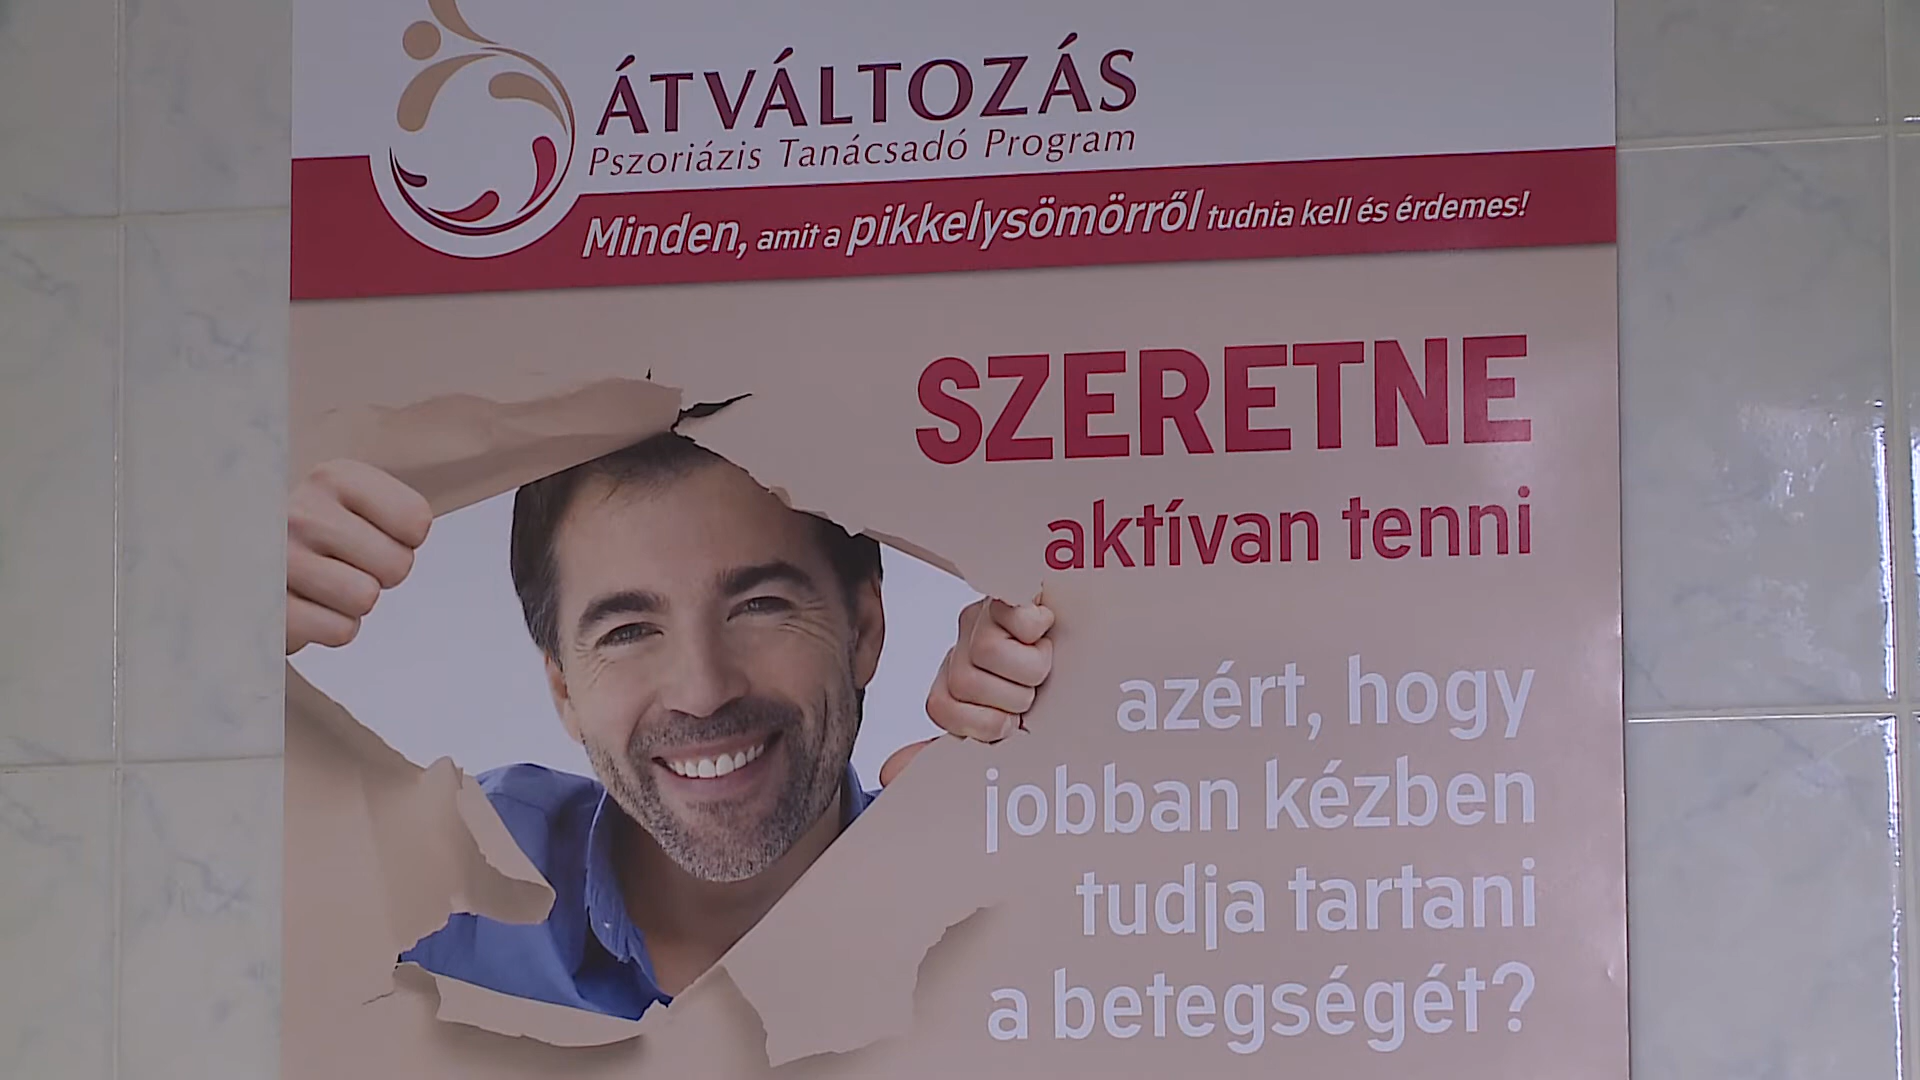 ÁTVÁLTOZÁS
Pszoriázis Tanácsadó Program
Minden, amit a pikkelysömörről tudnia kell és érdemes!
SZERETNE
aktívan tenni
azért, hogy
jobban kézben
tudja tartani
a betegségét?